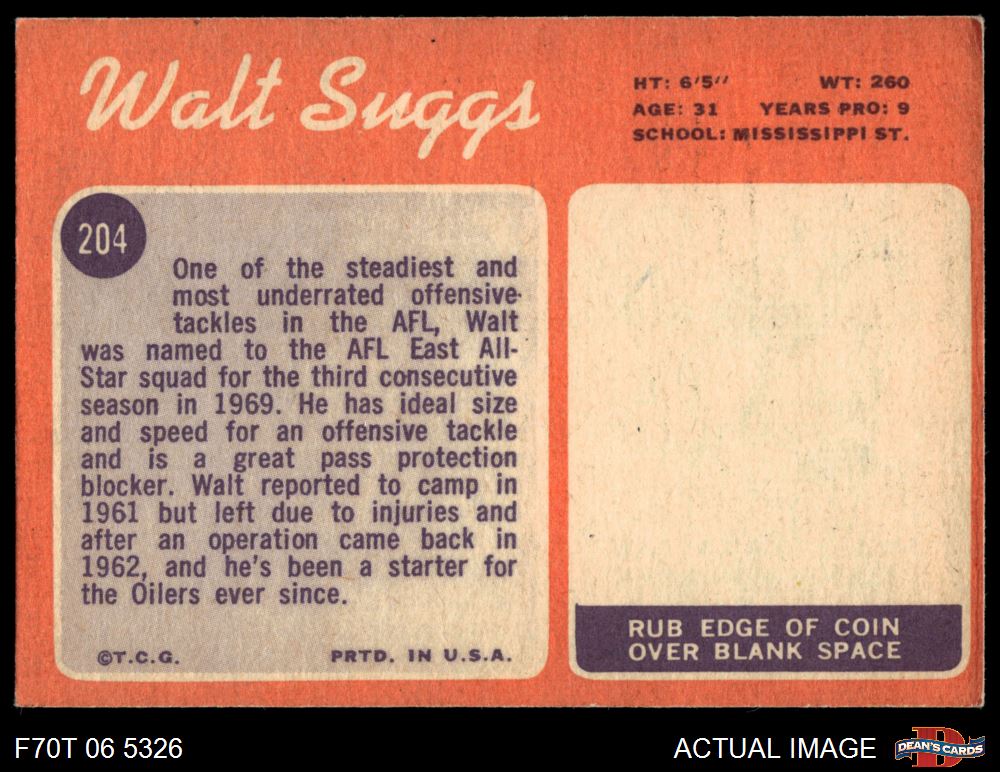 Walt Suggs
HT: 6'5'' WT: 260
AGE: 31 YEARS PRO: 9
SCHOOL: MISSISSIPPI ST.
204
One of the steadiest and
most underrated offensive
tackles in the AFL, Walt
was named to the AFL East All-
Star squad for the third consecutive
season in 1969. He has ideal size
and speed for an offensive tackle
and is a great pass protection
blocker. Walt reported to camp in
1961 but left due to injuries and
after an operation came back in
1962, and he's been a starter for
the Oilers ever since.
©T.C.G. PRTD. IN U.S.A.
RUB EDGE OF COIN
OVER BLANK SPACE
F70T 06 5326
ACTUAL IMAGE
DEAN'S CARDS